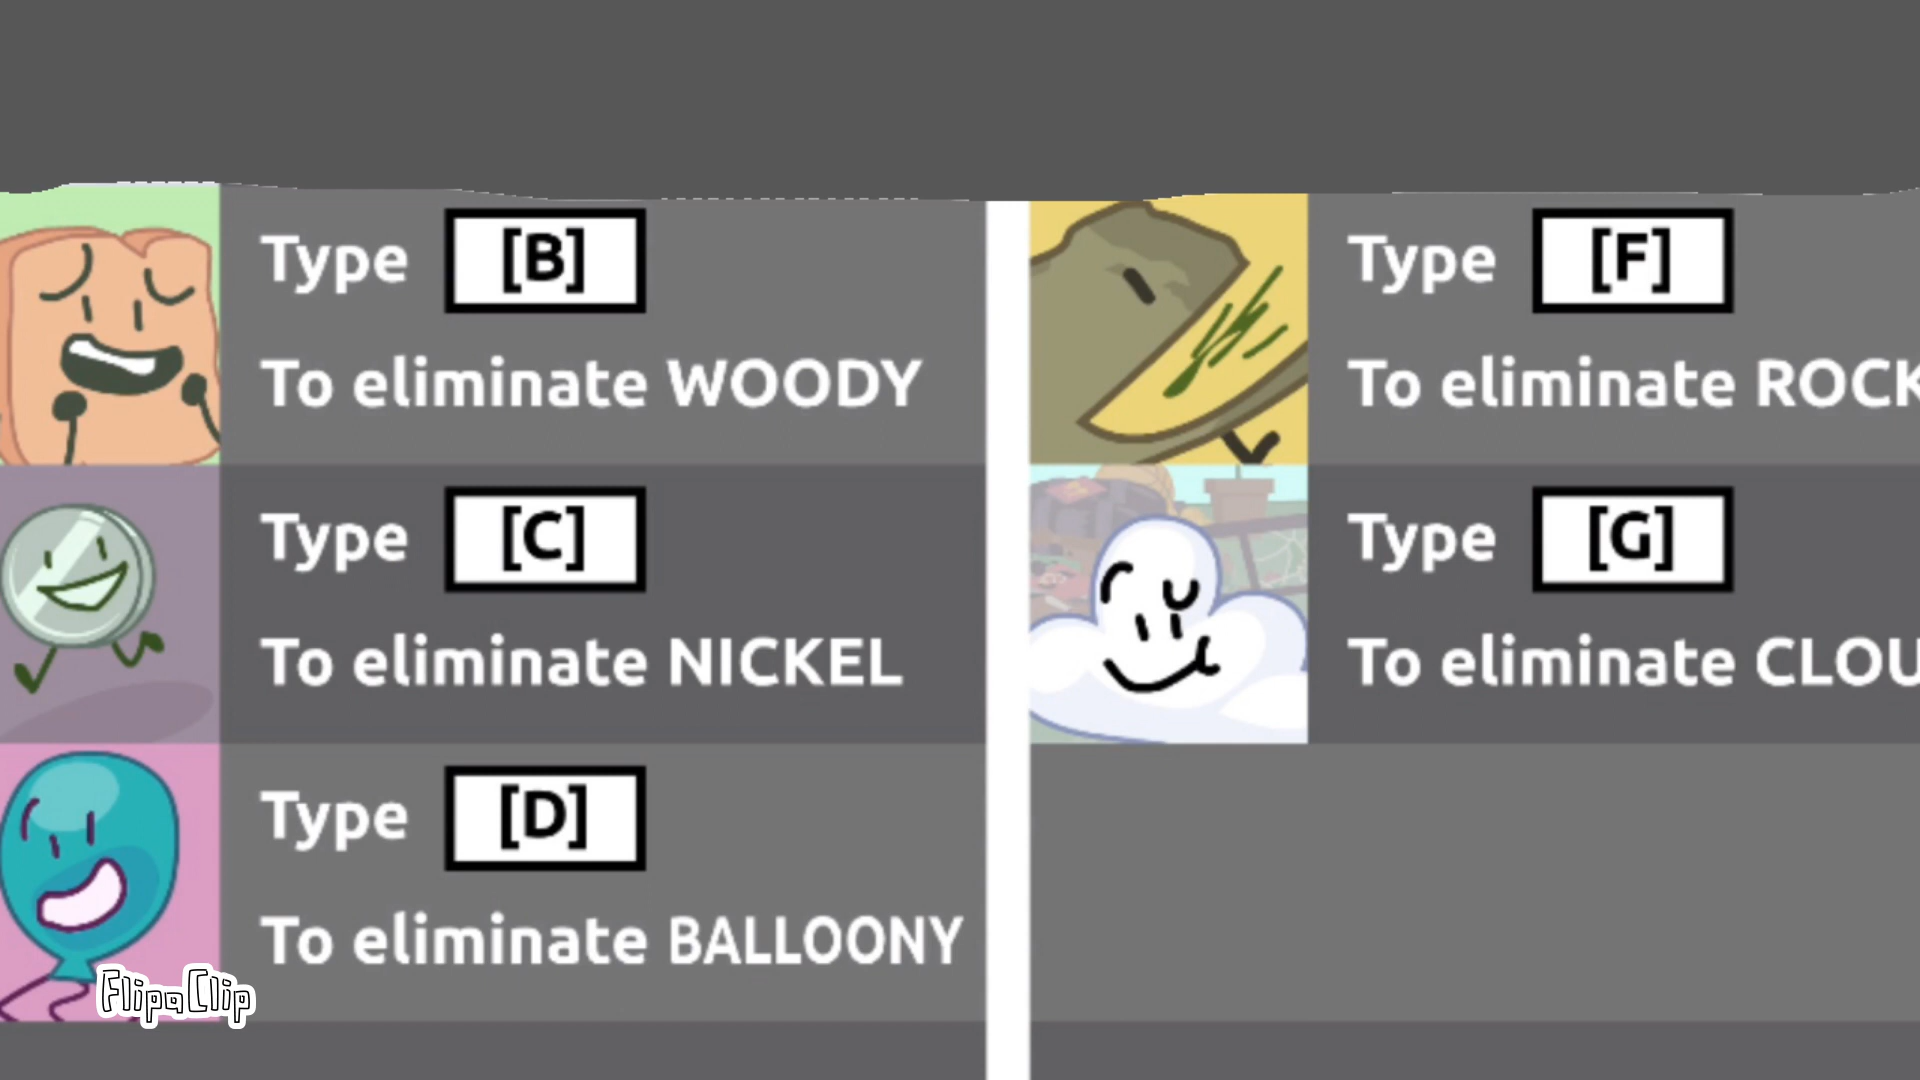 Type [B]
To eliminate WOODY
Type [C]
To eliminate NICKEL
Type [D]
To eliminate BALLOONY
Type [F]
To eliminate ROCK
Type [G]
To eliminate CLOU
FlipaClip